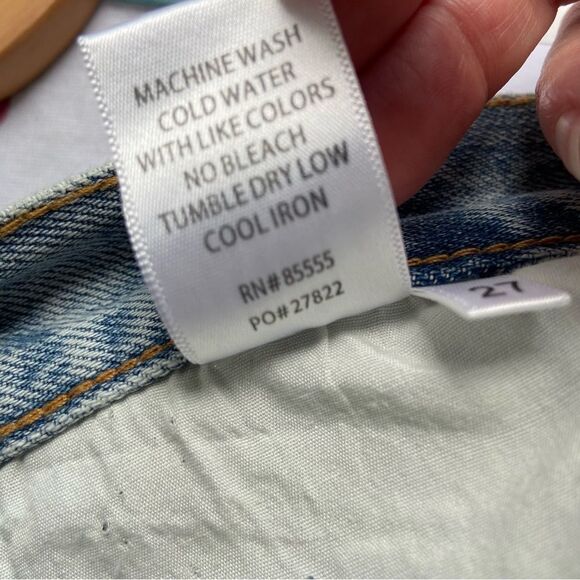 MACHINE WASH
COLD WATER
WITH LIKE COLORS
NO BLEACH
TUMBLE DRY LOW
COOL IRON
RN# 85555
PO# 27822
27